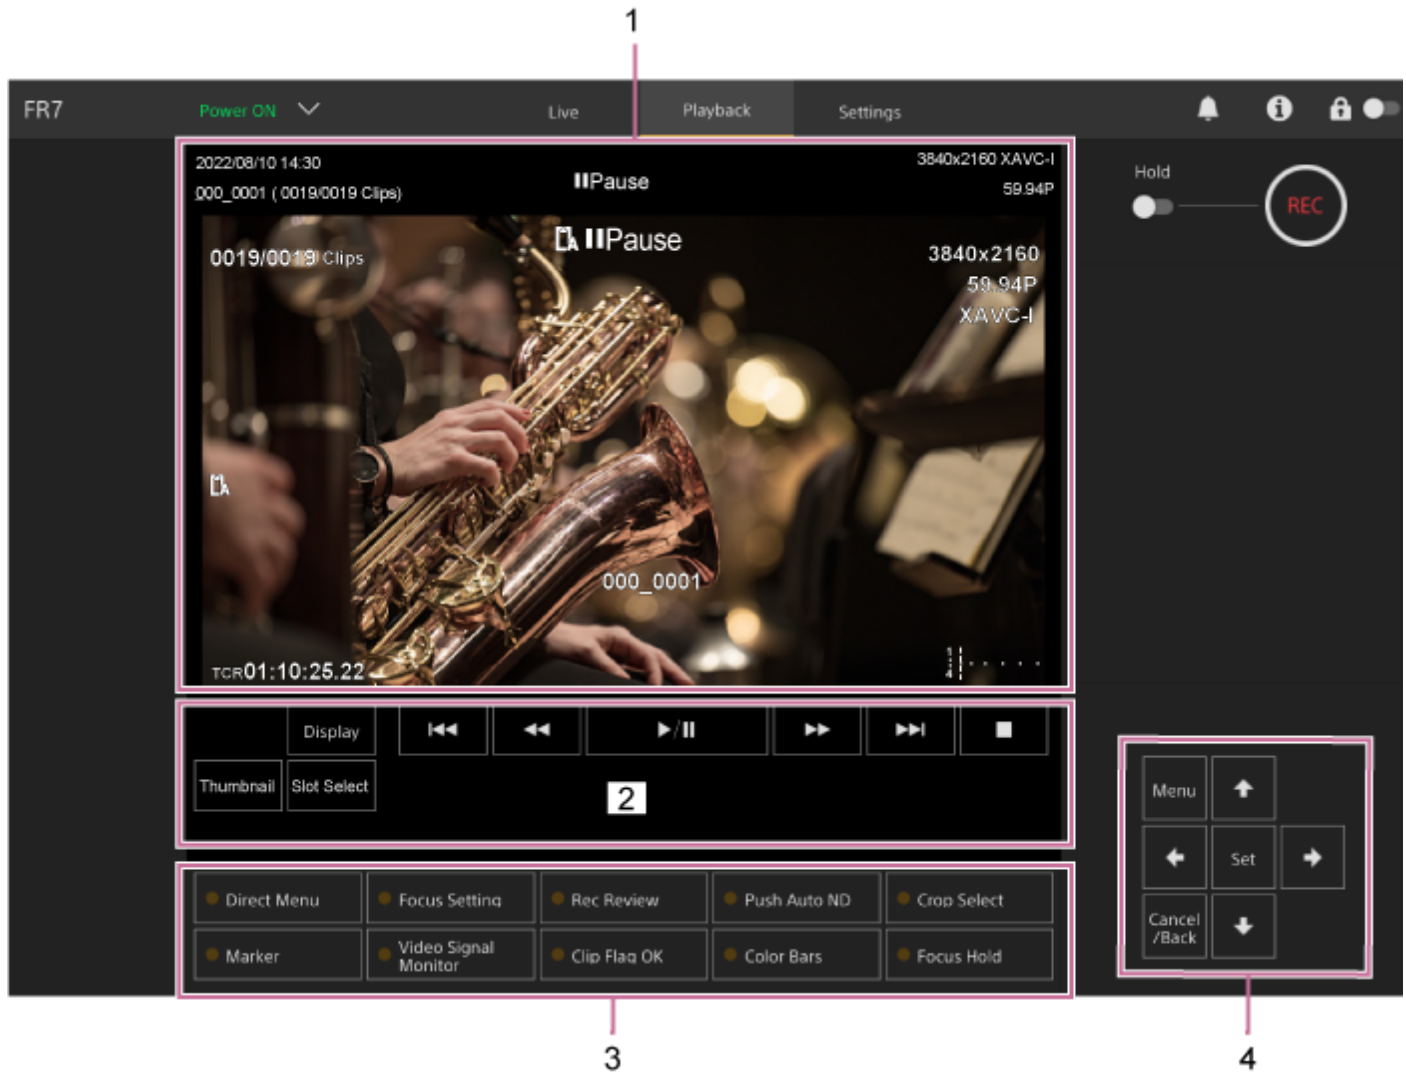 1
FR7 Power ON Live Playback Settings
2022/08/10 14:30 Pause 3840x2160 XAVC-I
000_0001 ( 0019/0019 Clips) 59.94P
0019/0019 Clips A Pause 3840x2160
59.94P
XAVC-I
A
000_0001
TCR01:10:25.22
1
4
Hold REC
Display
Thumbnail Slot Select
2
Direct Menu Focus Setting Rec Review Push Auto ND Crop Select
Marker Video Signal Monitor Clip Flag OK Color Bars Focus Hold
Menu
Set
Cancel
/Back
3
4